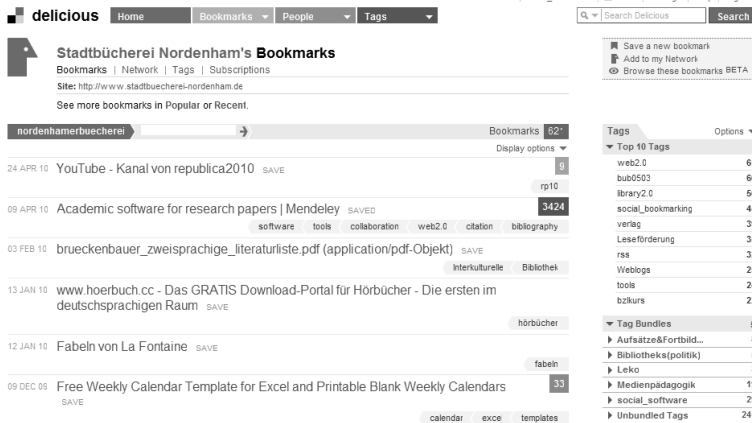 delicious
Home Bookmarks People Tags
Search Delicious Search
Stadtbücherei Nordenham's Bookmarks
Bookmarks | Network | Tags | Subscriptions
Site: http://www.stadtbuecherei-nordenham.de
See more bookmarks in Popular or Recent.
Save a new bookmark
Add to my Network
Browse these bookmarks BETA
nordenhamerbuecherei
Bookmarks
Display options
24 APR 10 YouTube - Kanal von republica2010 SAVE 9
rp10
09 APR 10 Academic software for research papers | Mendeley SAVED 3424
software tools collaboration web2.0 citation bibliography
03 FEB 10 brueckenbauer_zweisprachige_literaturliste.pdf (application/pdf-Objekt) SAVE
Interkulturelle Bibliothek
13 JAN 10 www.hoerbuch.cc - Das GRATIS Download-Portal für Hörbücher - Die ersten im
deutschsprachigen Raum SAVE
hörbücher
12 JAN 10 Fabeln von La Fontaine SAVE
fabeln
09 DEC 09 Free Weekly Calendar Template for Excel and Printable Blank Weekly Calendars 33
SAVE
calendar excel templates
Tags Options
Top 10 Tags
web2.0
bub0503
library2.0
social_bookmarking
verlag
Leseförderung
rss
Weblogs
tools
bzlkurs
Tag Bundles
Aufsätze&Fortbild...
Bibliotheks(politik)
Leko
Medienpädagogik
social_software
Unbundled Tags